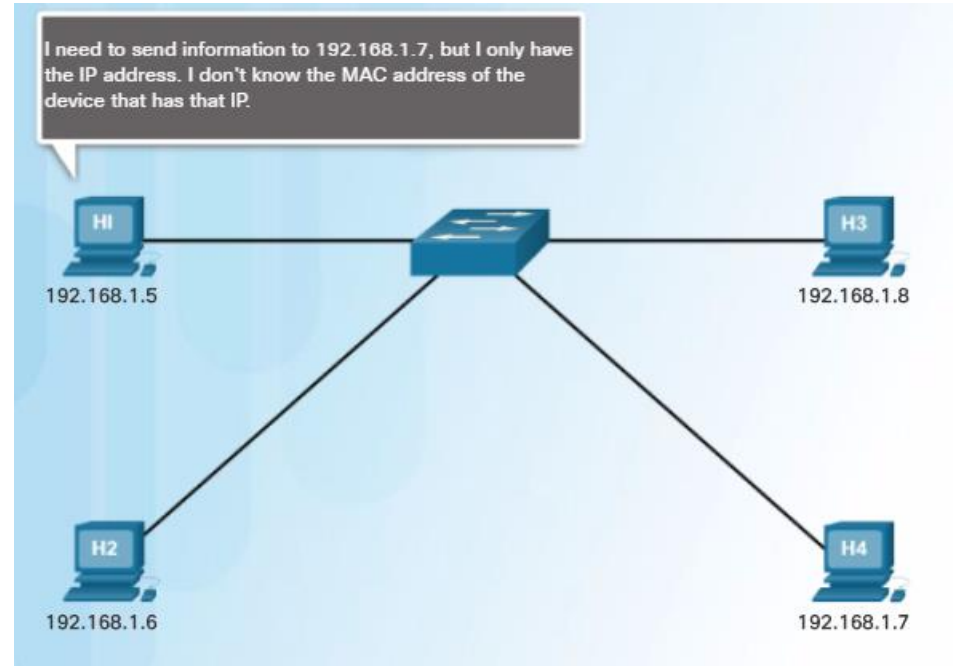 I need to send information to 192.168.1.7, but I only have
the IP address. I don't know the MAC address of the
device that has that IP.
H1
H3
192.168.1.5
192.168.1.8
H2
H4
192.168.1.6
192.168.1.7